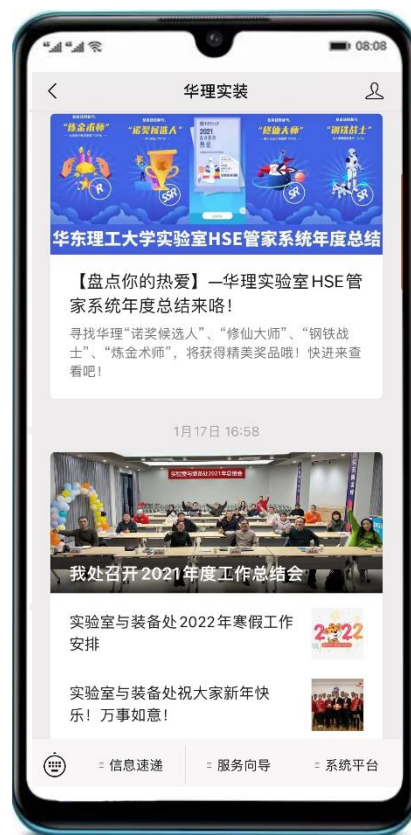 08:08
华理实装
"炼金术师"
"诺奖候选人"
2021
热爱
"修仙大师"
"钢铁战士"
R
SSR
SR
SR
华东理工大学实验室HSE管家系统年度总结
【盘点你的热爱】—华理实验室HSE管
家系统年度总结来咯！
寻找华理“诺奖候选人”、“修仙大师”、“钢铁战
士”、“炼金术师”，将获得精美奖品哦！快进来查
看吧！
1月17日 16:58
实验室与装备处2021年总结会
我处召开2021年度工作总结会
实验室与装备处2022年寒假工作
安排
2022
实验室与装备处祝大家新年快
乐！万事如意！
信息速递
服务向导
系统平台